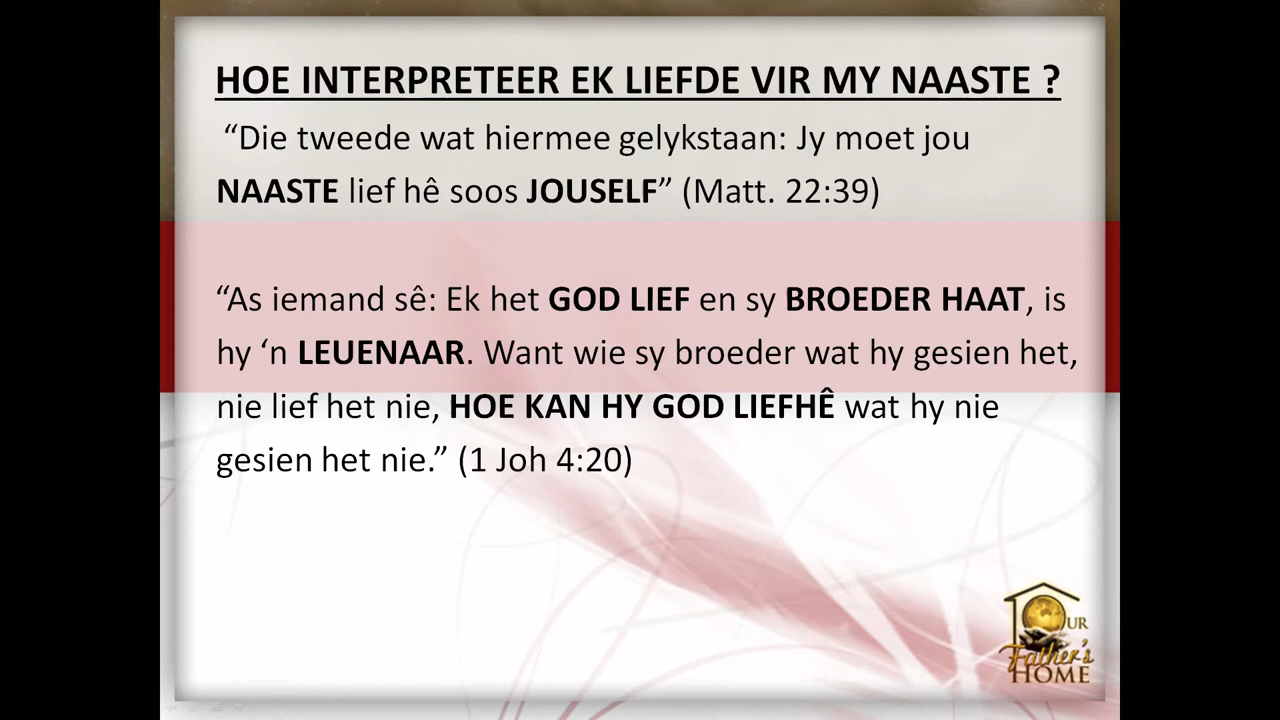 HOE INTERPRETEER EK LIEFDE VIR MY NAASTE ?
“Die tweede wat hiermee gelykstaan: Jy moet jou
NAASTE lief hê soos JOUSELF” (Matt. 22:39)
“As iemand sê: Ek het GOD LIEF en sy BROEDER HAAT, is
hy ‘n LEUENAAR. Want wie sy broeder wat hy gesien het,
nie lief het nie, HOE KAN HY GOD LIEFHÊ wat hy nie
gesien het nie.” (1 Joh 4:20)
OUR
Father's
HOME